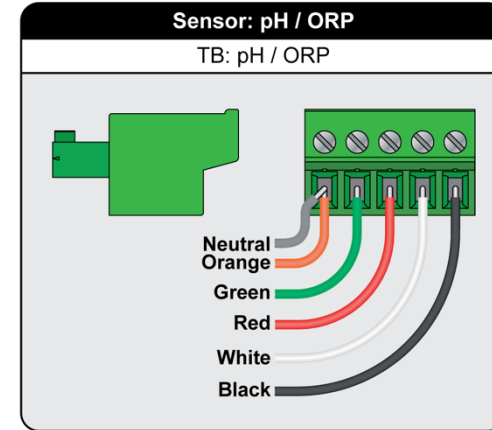 Sensor: pH / ORP
TB: pH / ORP
Neutral
Orange
Green
Red
White
Black